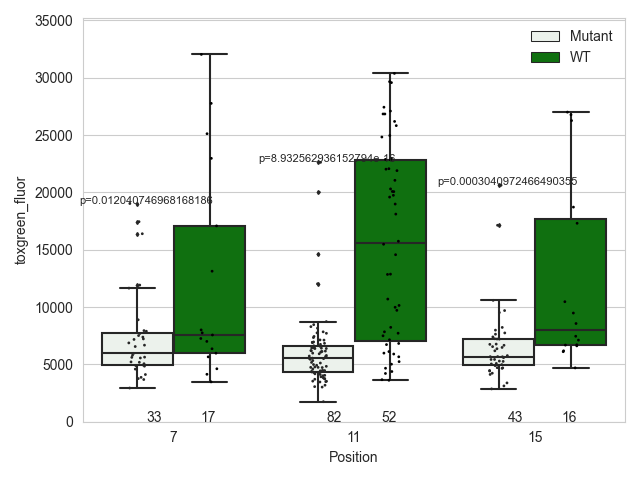 35000
Mutant
WT
30000
25000
p=8.932562936152794e-16
p=0.0003040972466490355
20000
p=0.012040746968168186
15000
10000
5000
0
33 17 82 52 43 16
7 11 15
Position
toxgreen_fluor